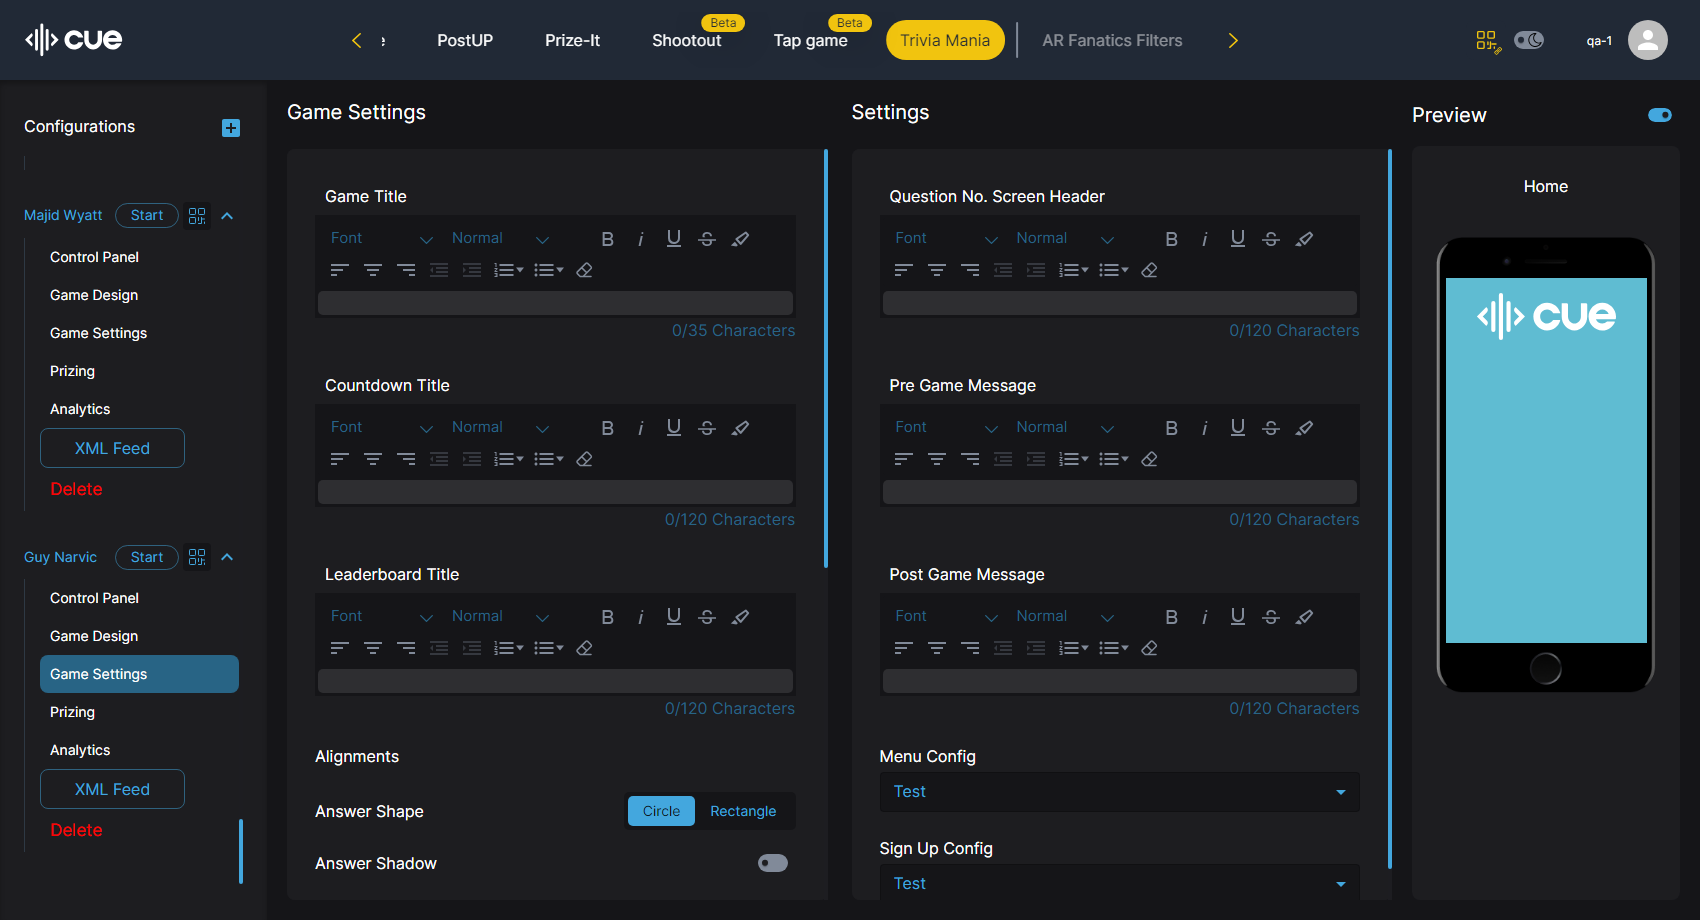 cue
PostUP
Prize-It
Beta
Shootout
Beta
Tap game
Trivia Mania
AR Fanatics Filters
qa-1
Configurations
Majid Wyatt
Start
Control Panel
Game Design
Game Settings
Prizing
Analytics
XML Feed
Delete
Guy Narvic
Start
Control Panel
Game Design
Game Settings
Prizing
Analytics
XML Feed
Delete
Game Settings
Game Title
Font Normal B i U S
0/35 Characters
Countdown Title
Font Normal B i U S
0/120 Characters
Leaderboard Title
Font Normal B i U S
0/120 Characters
Alignments
Answer Shape
Circle
Rectangle
Answer Shadow
Settings
Question No. Screen Header
Font Normal B i U S
0/120 Characters
Pre Game Message
Font Normal B i U S
0/120 Characters
Post Game Message
Font Normal B i U S
0/120 Characters
Menu Config
Test
Sign Up Config
Test
Preview
Home
cue